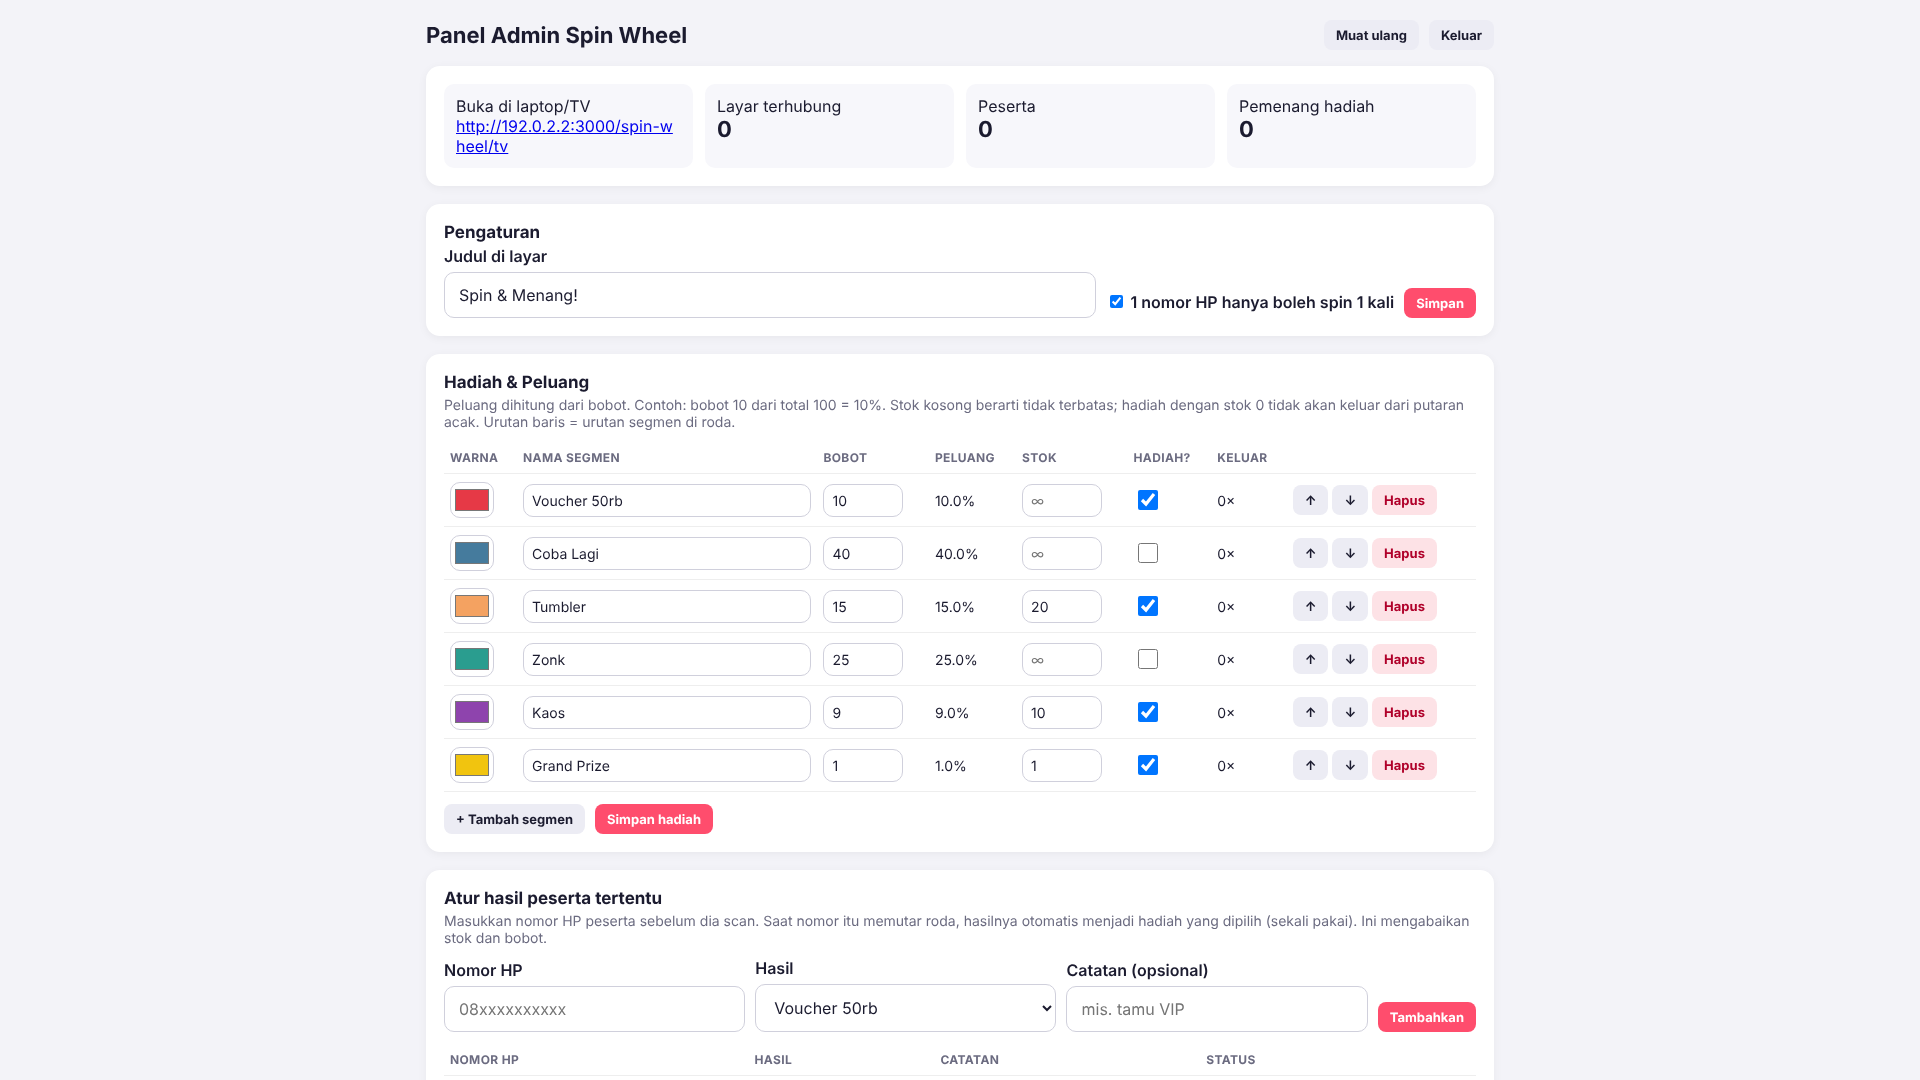 Panel Admin Spin Wheel
Muat ulang
Keluar
Buka di laptop/TV
http://192.0.2.2:3000/spin-w
heel/tv
Layar terhubung
0
Peserta
0
Pemenang hadiah
0
Pengaturan
Judul di layar
Spin & Menang!
1 nomor HP hanya boleh spin 1 kali
Simpan
Hadiah & Peluang
Peluang dihitung dari bobot. Contoh: bobot 10 dari total 100 = 10%. Stok kosong berarti tidak terbatas; hadiah dengan stok 0 tidak akan keluar dari putaran
acak. Urutan baris = urutan segmen di roda.
WARNA NAMA SEGMEN BOBOT PELUANG STOK HADIAH? KELUAR
Voucher 50rb 10 10.0% ∞ 0× ↑ ↓ Hapus
Coba Lagi 40 40.0% ∞ 0× ↑ ↓ Hapus
Tumbler 15 15.0% 20 0× ↑ ↓ Hapus
Zonk 25 25.0% ∞ 0× ↑ ↓ Hapus
Kaos 9 9.0% 10 0× ↑ ↓ Hapus
Grand Prize 1 1.0% 1 0× ↑ ↓ Hapus
+ Tambah segmen
Simpan hadiah
Atur hasil peserta tertentu
Masukkan nomor HP peserta sebelum dia scan. Saat nomor itu memutar roda, hasilnya otomatis menjadi hadiah yang dipilih (sekali pakai). Ini mengabaikan
stok dan bobot.
Nomor HP
08xxxxxxxxxx
Hasil
Voucher 50rb
Catatan (opsional)
mis. tamu VIP
Tambahkan
NOMOR HP HASIL CATATAN STATUS